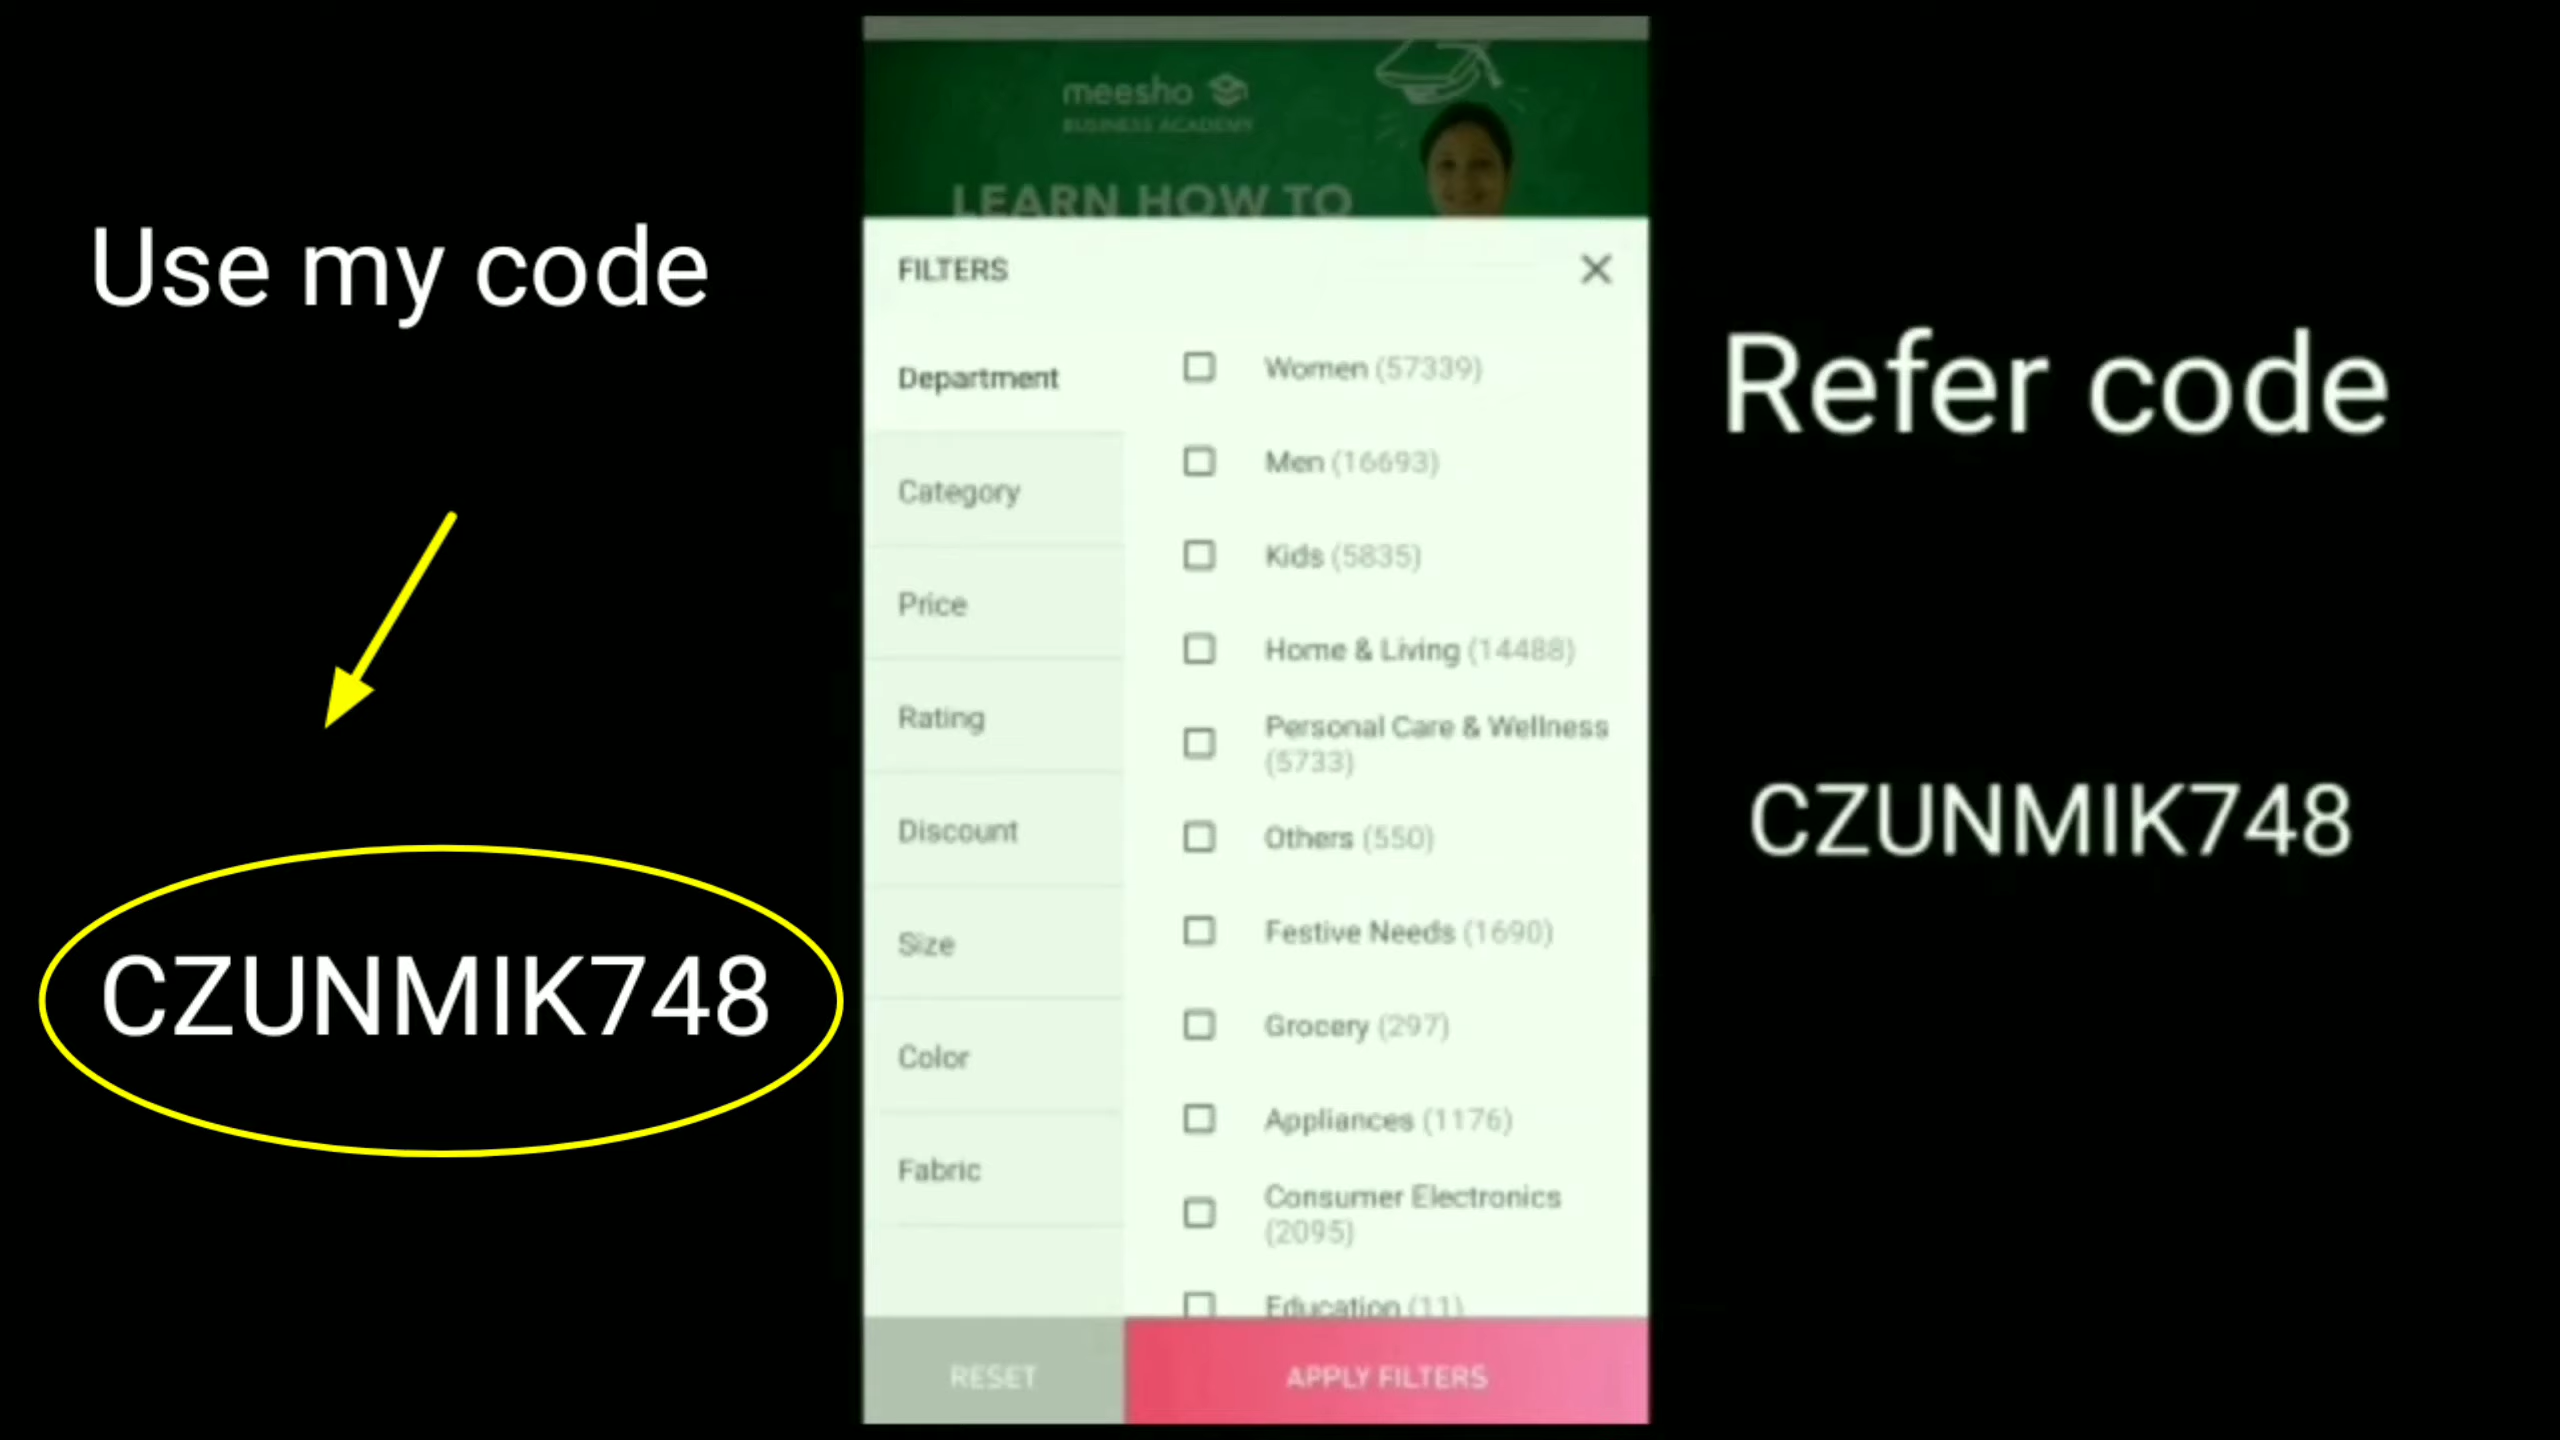 Use my code
CZUNMIK748
meesho
BUSINESS ACADEMY
LEARN HOW TO
FILTERS
Department
Category
Price
Rating
Discount
Size
Color
Fabric
Women (57339)
Men (16693)
Kids (5835)
Home & Living (14488)
Personal Care & Wellness
(5733)
Others (550)
Festive Needs (1690)
Grocery (297)
Appliances (1176)
Consumer Electronics
(2095)
Education (11)
RESET
APPLY FILTERS
Refer code
CZUNMIK748